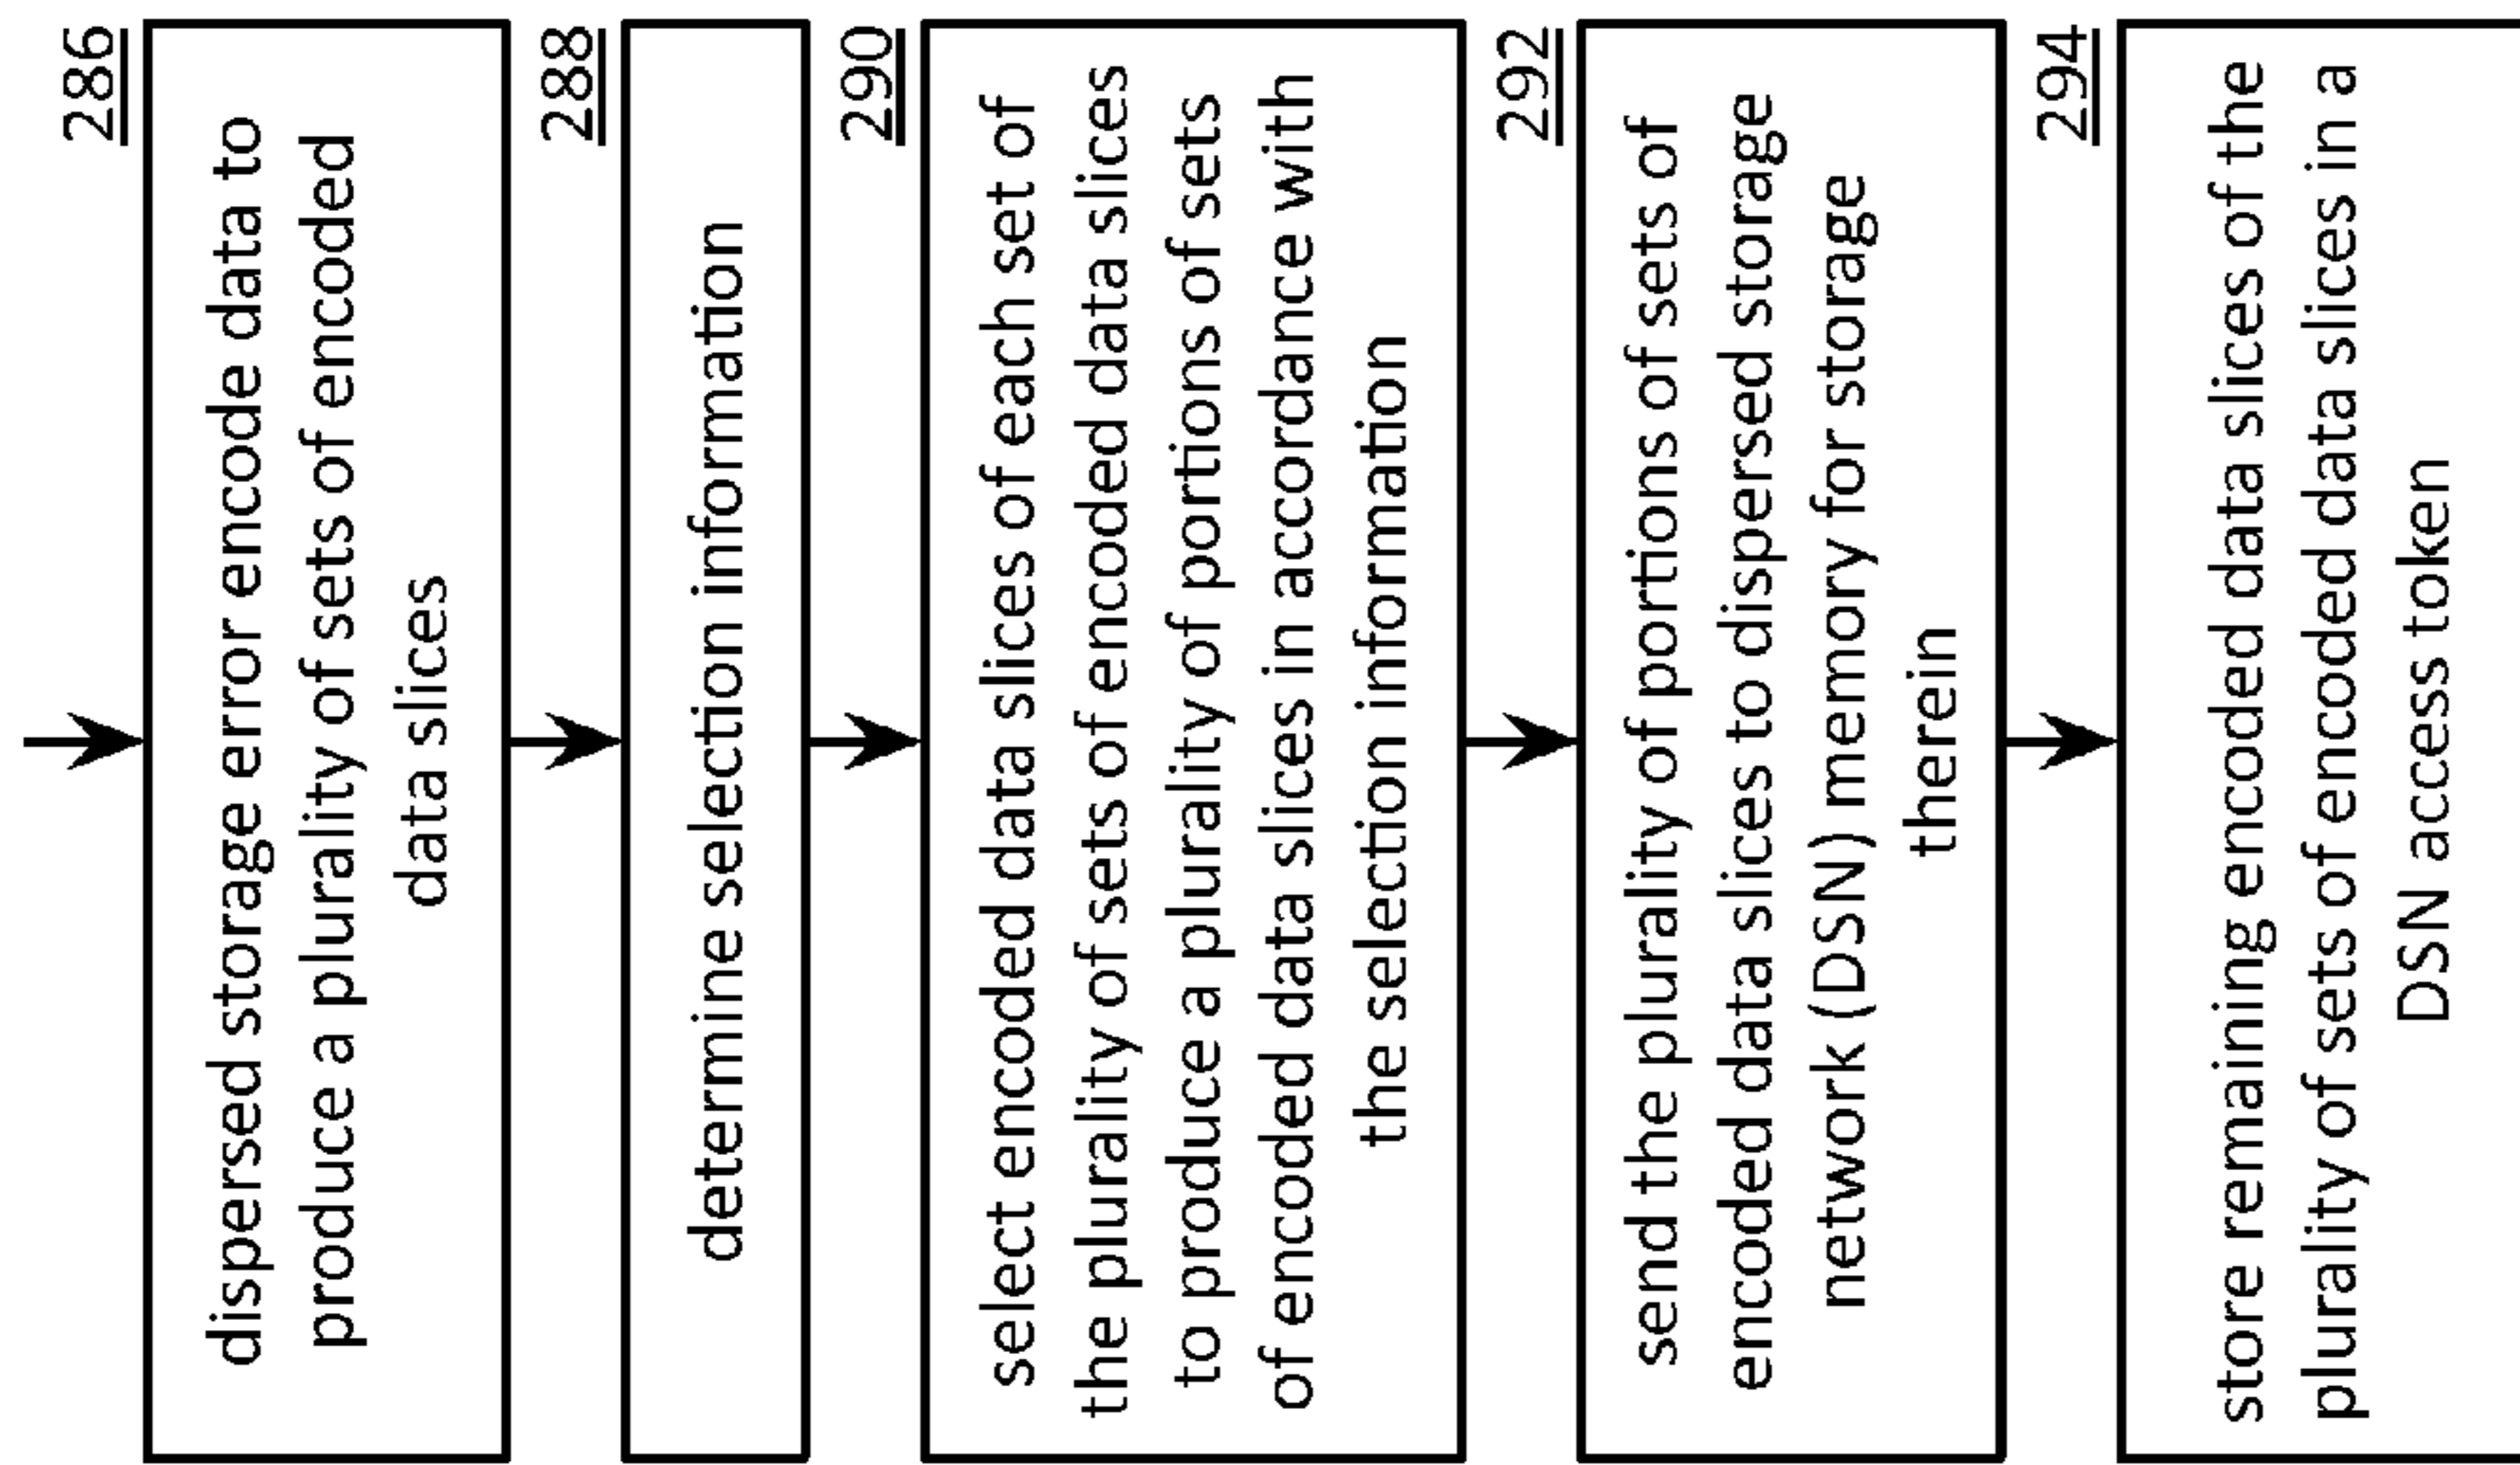 286
dispersed storage error encode data to
produce a plurality of sets of encoded
data slices
288
determine selection information
290
select encoded data slices of each set of
the plurality of sets of encoded data slices
to produce a plurality of portions of sets
of encoded data slices in accordance with
the selection information
292
send the plurality of portions of sets of
encoded data slices to dispersed storage
network (DSN) memory for storage
therein
294
store remaining encoded data slices of the
plurality of sets of encoded data slices in a
DSN access token